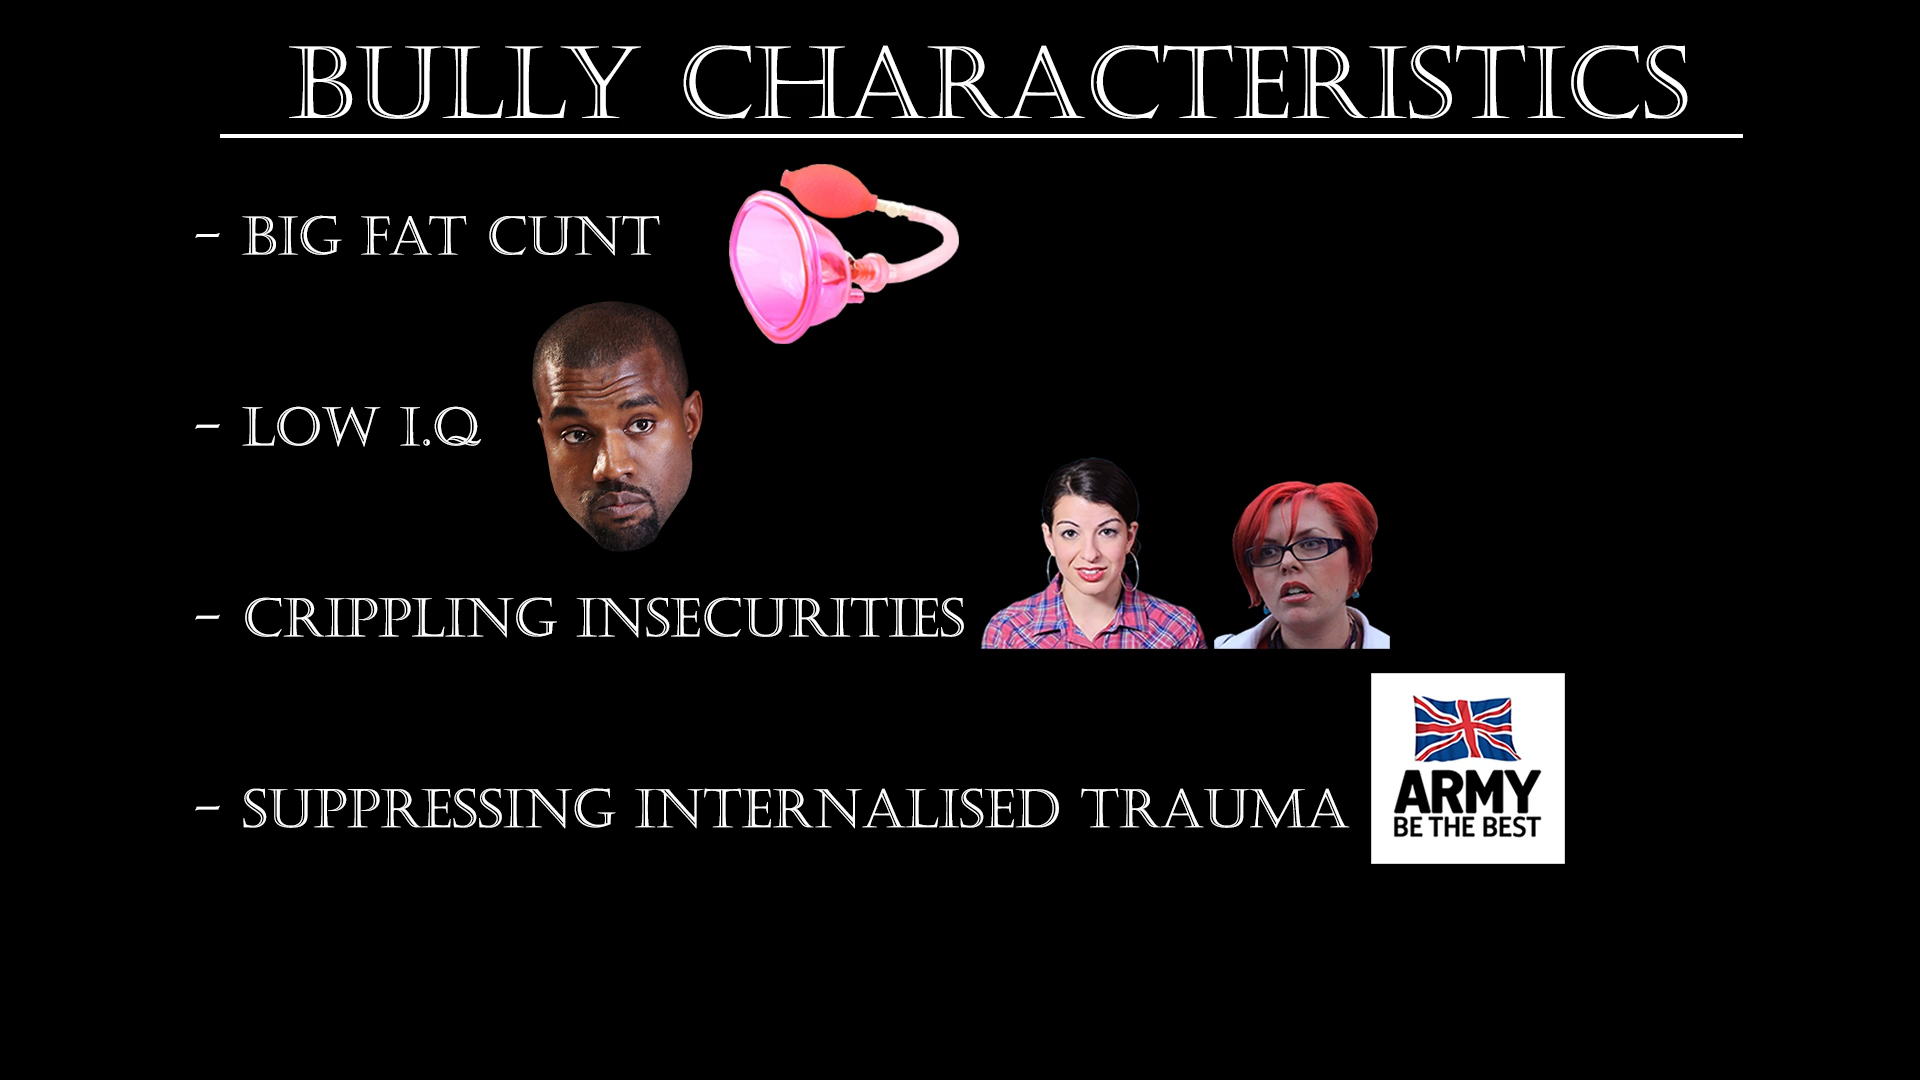 BULLY CHARACTERISTICS
- BIG FAT CUNT
- LOW I.Q
- CRIPPLING INSECURITIES
- SUPPRESSING INTERNALISED TRAUMA
ARMY
BE THE BEST